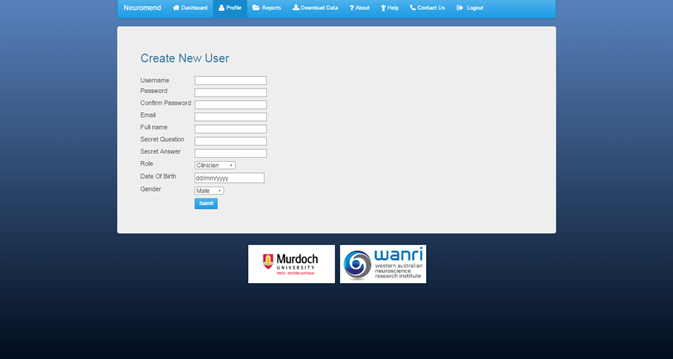 Neuromend Dashboard Profile Reports Download Data About Help Contact Us Logout
Create New User
Username
Password
Confirm Password
Email
Full name
Secret Question
Secret Answer
Role Clinician
Date Of Birth dd/mm/yyyy
Gender Male
Submit
Murdoch
UNIVERSITY
PERTH - WESTERN AUSTRALIA
wanri
western australian
neuroscience
research institute